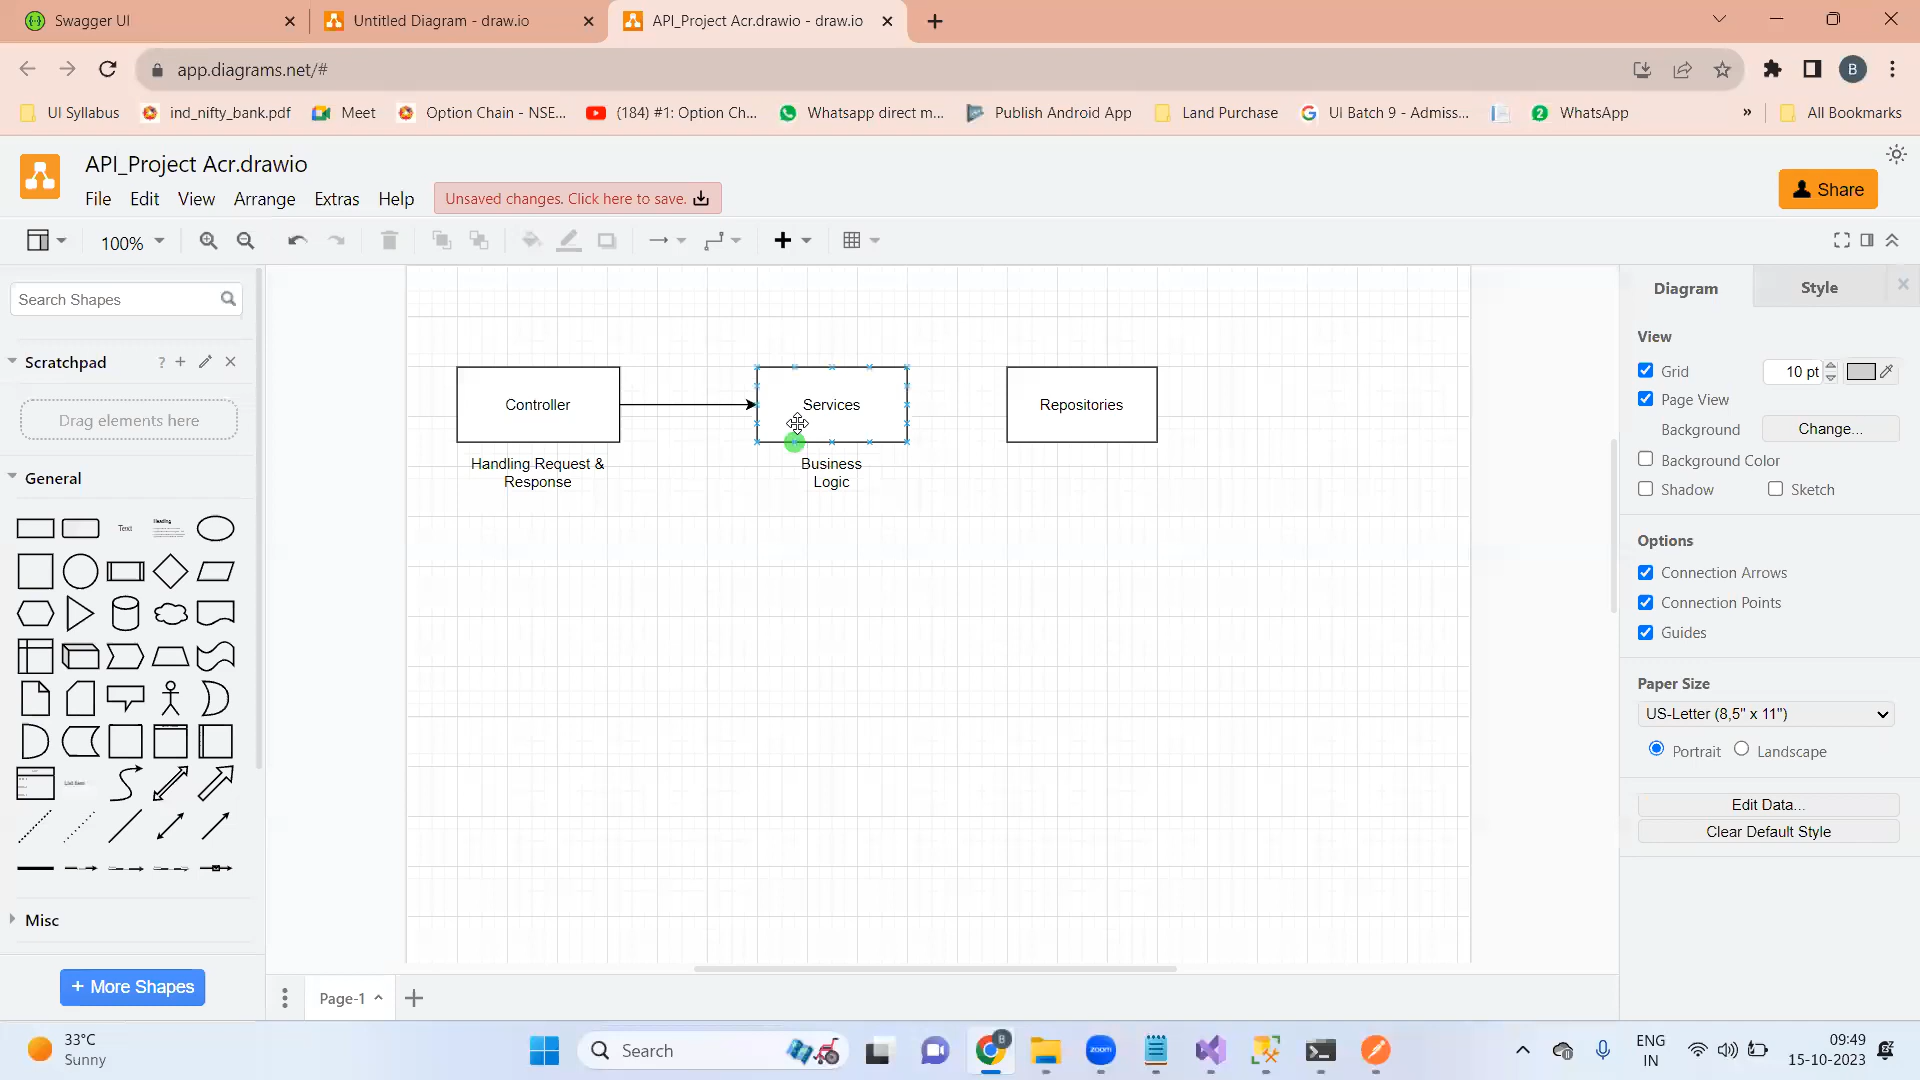 Swagger UI
Untitled Diagram - draw.io
API_Project Acr.drawio - draw.io
app.diagrams.net/#
B
UI Syllabus
ind_nifty_bank.pdf
Meet
Option Chain - NSE...
(184) #1: Option Ch...
Whatsapp direct m...
Publish Android App
Land Purchase
UI Batch 9 - Admiss...
2
WhatsApp
»
All Bookmarks
API_Project Acr.drawio
File
Edit
View
Arrange
Extras
Help
Unsaved changes. Click here to save.
Share
100%
Search Shapes
Scratchpad
?
Drag elements here
General
Text
Heading
List Item
Misc
+ More Shapes
Controller
Services
Repositories
Handling Request &
Response
Business
Logic
Page-1
Diagram
Style
View
Grid
10 pt
Page View
Background
Change...
Background Color
Shadow
Sketch
Options
Connection Arrows
Connection Points
Guides
Paper Size
US-Letter (8,5" x 11")
Portrait
Landscape
Edit Data...
Clear Default Style
33°C
Sunny
Search
B
zoom
ENG
IN
09:49
15-10-2023